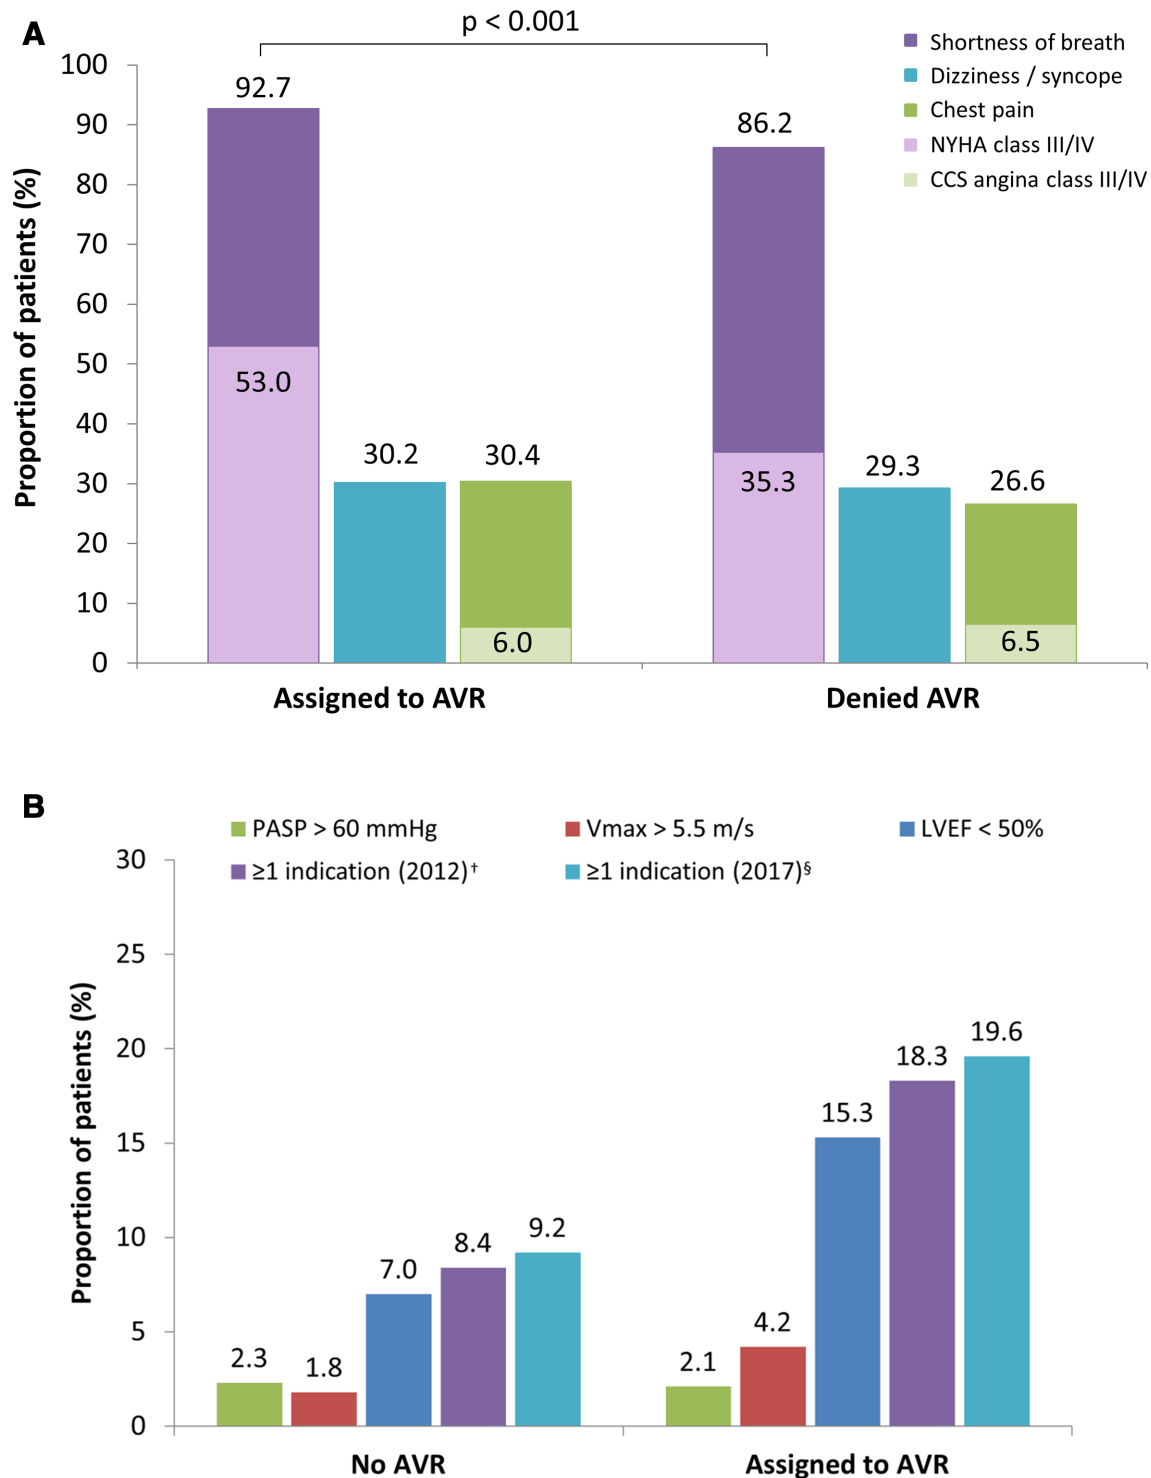 A
p < 0.001
Shortness of breath
Dizziness / syncope
Chest pain
NYHA class III/IV
CCS angina class III/IV
Proportion of patients (%)
100
90
80
70
60
50
40
30
20
10
0
92.7
53.0
30.2
30.4
6.0
86.2
35.3
29.3
26.6
6.5
Assigned to AVR
Denied AVR
B
PASP > 60 mmHg
Vmax > 5.5 m/s
LVEF < 50%
≥1 indication (2012)†
≥1 indication (2017)§
Proportion of patients (%)
30
25
20
15
10
5
0
2.3
1.8
7.0
8.4
9.2
2.1
4.2
15.3
18.3
19.6
No AVR
Assigned to AVR